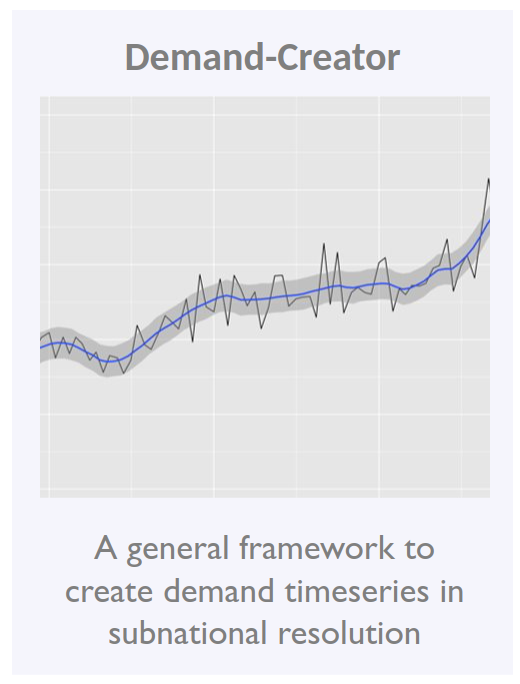 Demand-Creator
A general framework to
create demand timeseries in
subnational resolution